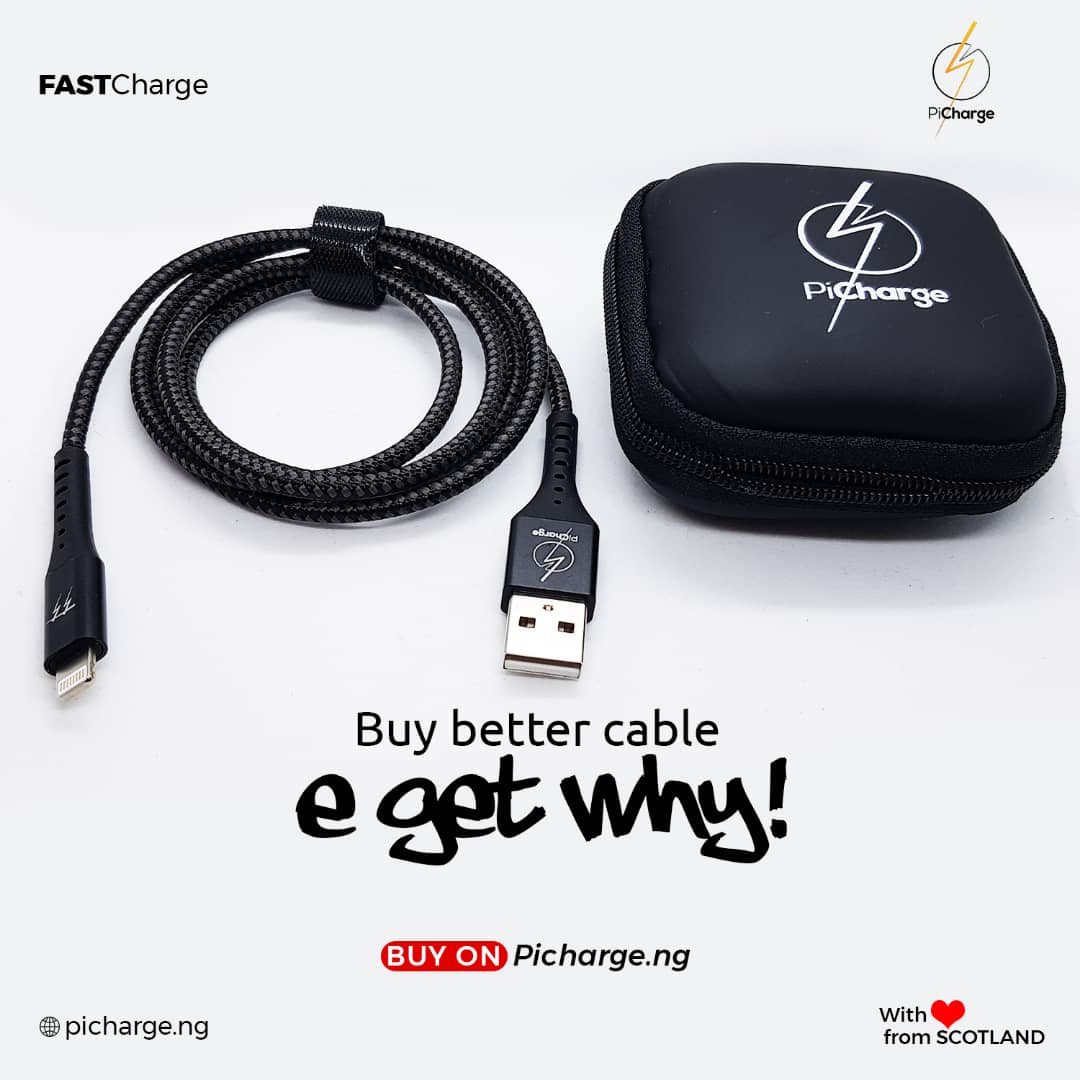 FASTCharge
PiCharge
PiCharge
piCharge
Buy better cable
e get why!
BUY ON Picharge.ng
picharge.ng
With
from SCOTLAND